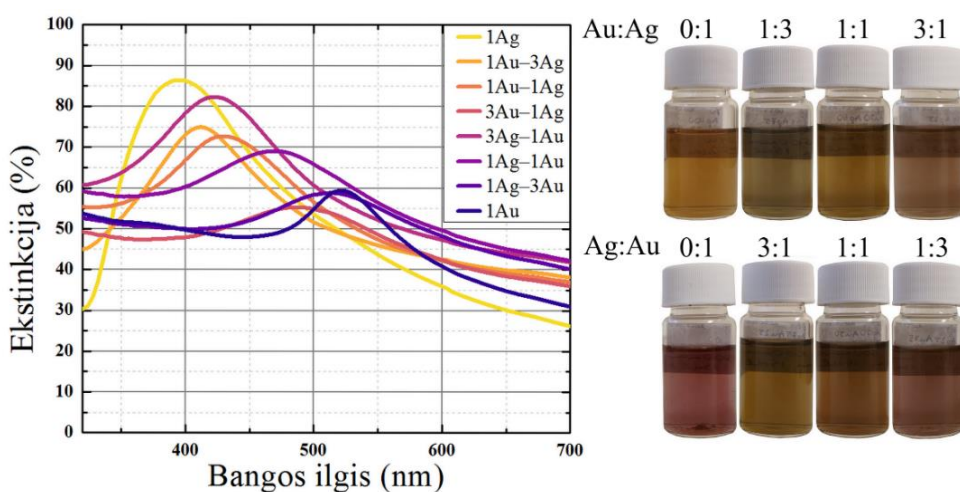 Ekstinkcija (%)
100
90
80
70
60
50
40
30
20
10
0
400
500
600
700
Bangos ilgis (nm)
1Ag
1Au–3Ag
1Au–1Ag
3Au–1Ag
3Ag–1Au
1Ag–1Au
1Ag–3Au
1Au
Au:Ag 0:1 1:3 1:1 3:1
Ag:Au 0:1 3:1 1:1 1:3